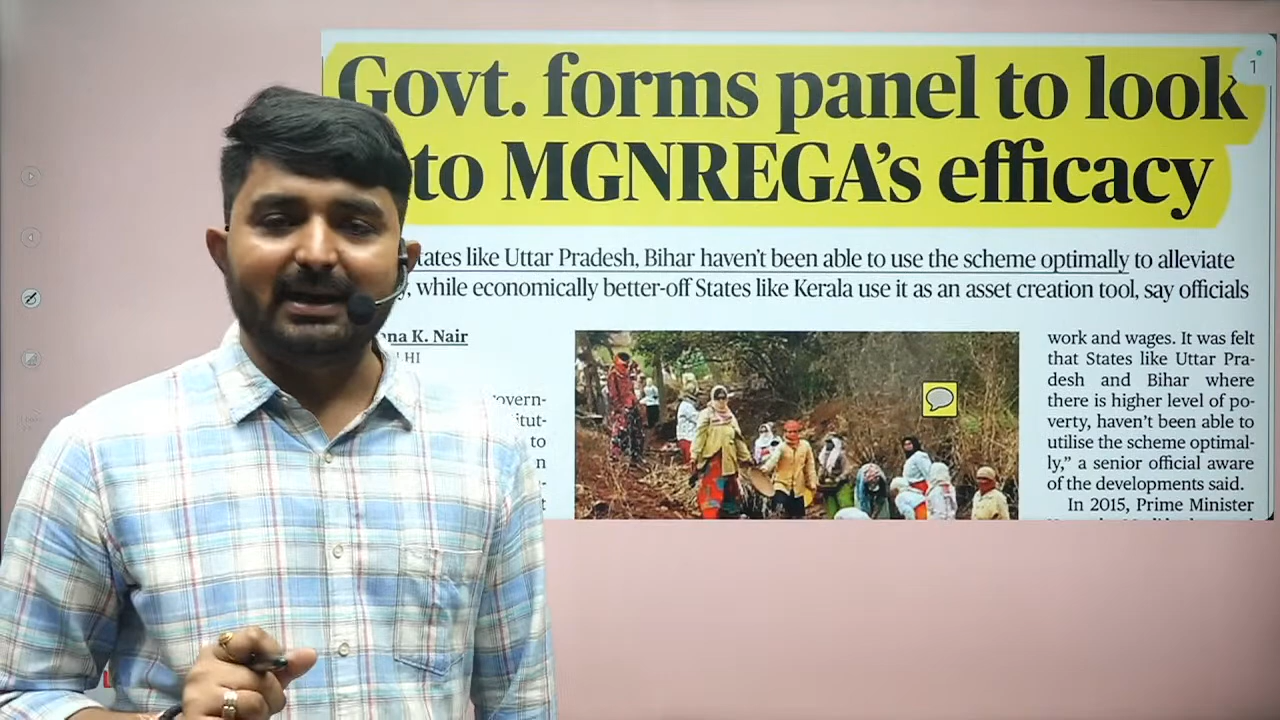 Govt. forms panel to look
to MGNREGA's efficacy
tates like Uttar Pradesh, Bihar haven't been able to use the scheme optimally to alleviate
, while economically better-off States like Kerala use it as an asset creation tool, say officials
1
na K. Nair
HI
overn-
itut-
to
work and wages. It was felt
that States like Uttar Pra-
desh and Bihar where
there is higher level of po-
verty, haven't been able to
utilise the scheme optimal-
ly," a senior official aware
of the developments said.
In 2015, Prime Minister